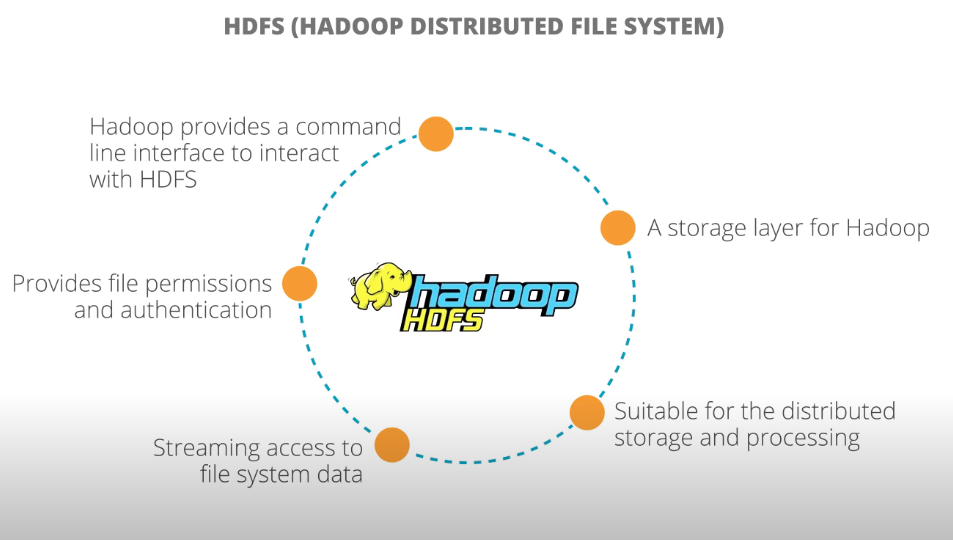 HDFS (HADOOP DISTRIBUTED FILE SYSTEM)
Hadoop provides a command
line interface to interact
with HDFS
A storage layer for Hadoop
Provides file permissions
and authentication
hadoop
HDFS
Suitable for the distributed
storage and processing
Streaming access to
file system data